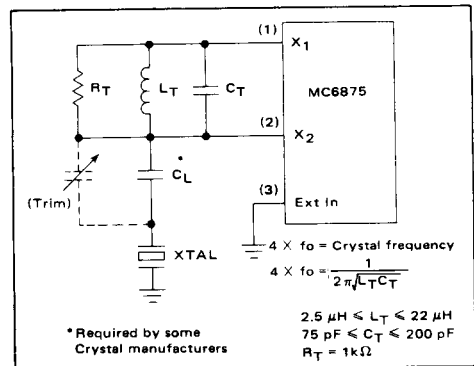 (1)
X1
RT
LT
CT
MC6875
(2)
X2
*
CL
(3)
(Trim)
Ext In
XTAL
4 X fo = Crystal frequency
4 X fo = 1 / 2π√LTCT
2.5 μH ⩽ LT ⩽ 22 μH
75 pF ⩽ CT ⩽ 200 pF
RT = 1kΩ
*Required by some
Crystal manufacturers